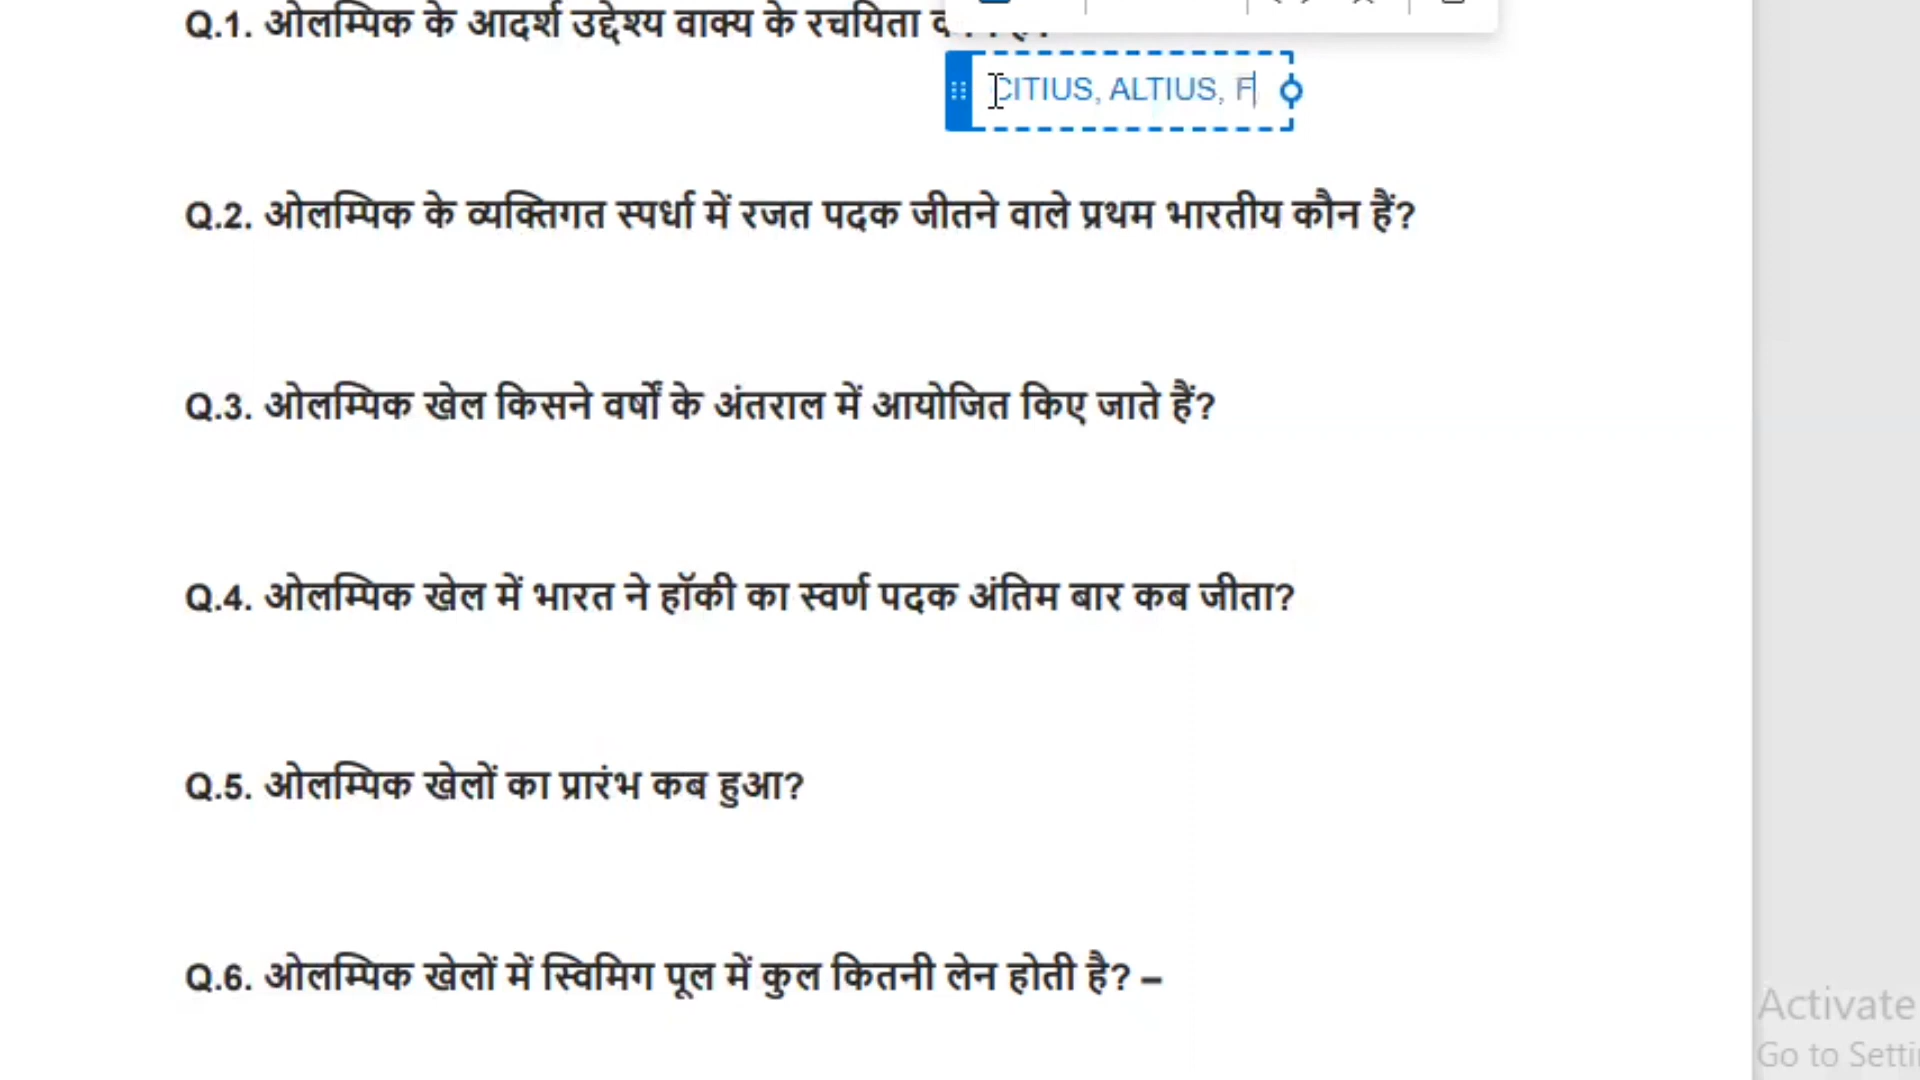 Q.1. ओलम्पिक के आदर्श उद्देश्य वाक्य के रचयिता
CITIUS, ALTIUS, F
Q.2. ओलम्पिक के व्यक्तिगत स्पर्धा में रजत पदक जीतने वाले प्रथम भारतीय कौन हैं?
Q.3. ओलम्पिक खेल किसने वर्षों के अंतराल में आयोजित किए जाते हैं?
Q.4. ओलम्पिक खेल में भारत ने हॉकी का स्वर्ण पदक अंतिम बार कब जीता?
Q.5. ओलम्पिक खेलों का प्रारंभ कब हुआ?
Q.6. ओलम्पिक खेलों में स्विमिग पूल में कुल कितनी लेन होती है? –
Activate
Go to Setti